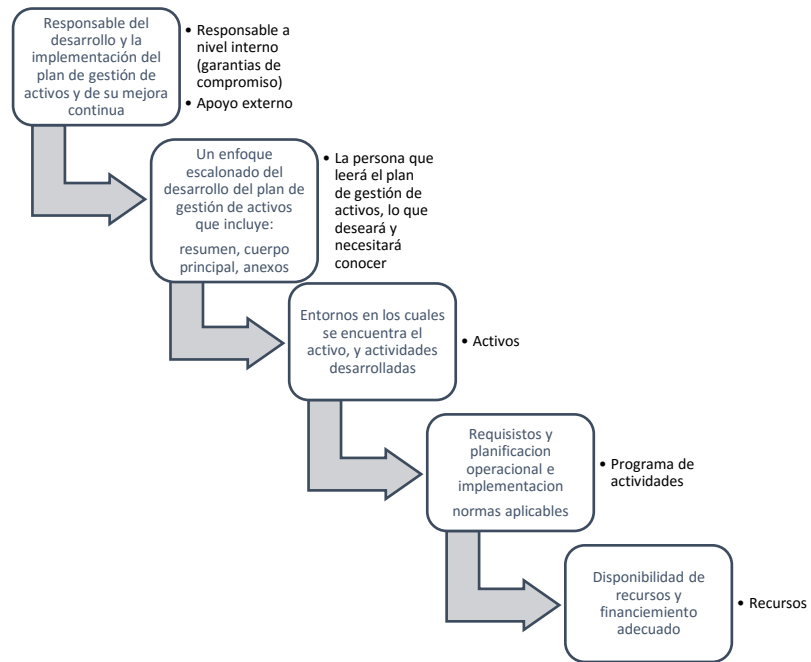 Responsable del
desarrollo y la
implementación del
plan de gestión de
activos y de su mejora
continua
• Responsable a
nivel interno
(garantias de
compromiso)
• Apoyo externo
Un enfoque
escalonado del
desarrollo del plan de
gestión de activos
que incluye:
resumen, cuerpo
principal, anexos
• La persona que
leerá el plan
de gestión de
activos, lo que
deseará y
necesitará
conocer
Entornos en los cuales
se encuentra el
activo, y actividades
desarrolladas
• Activos
Requisistos y
planificacion
operacional e
implementacion
normas aplicables
• Programa de
actividades
Disponibilidad de
recursos y
financiemiento
adecuado
• Recursos